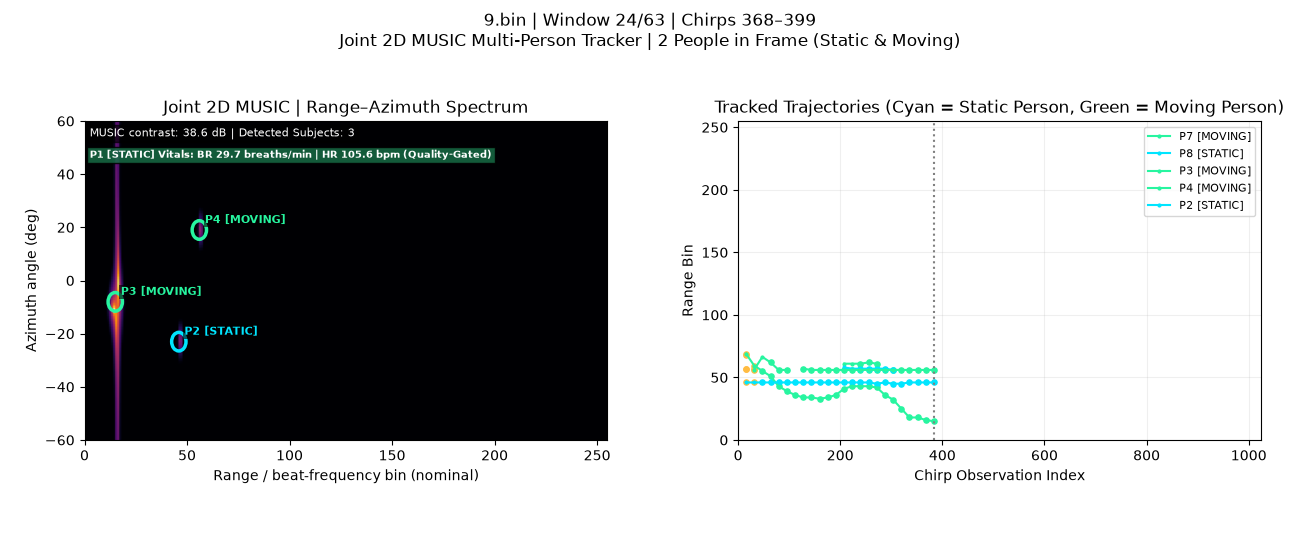 9.bin | Window 24/63 | Chirps 368–399
Joint 2D MUSIC Multi-Person Tracker | 2 People in Frame (Static & Moving)
Joint 2D MUSIC | Range–Azimuth Spectrum
MUSIC contrast: 38.6 dB | Detected Subjects: 3
P1 [STATIC] Vitals: BR 29.7 breaths/min | HR 105.6 bpm (Quality-Gated)
P4 [MOVING]
P3 [MOVING]
P2 [STATIC]
60
40
20
0
−20
−40
−60
Azimuth angle (deg)
0
50
100
150
200
250
Range / beat-frequency bin (nominal)
Tracked Trajectories (Cyan = Static Person, Green = Moving Person)
P7 [MOVING]
P8 [STATIC]
P3 [MOVING]
P4 [MOVING]
P2 [STATIC]
250
200
150
100
50
0
Range Bin
0
200
400
600
800
1000
Chirp Observation Index